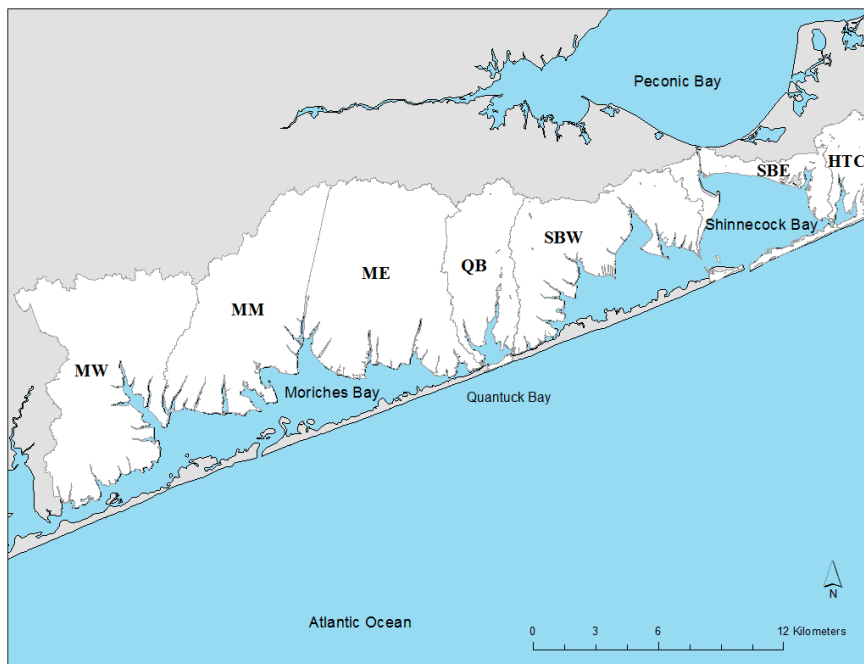 Peconic Bay
SBE
HTC
Shinnecock Bay
SBW
QB
ME
MM
MW
Moriches Bay
Quantuck Bay
Atlantic Ocean
N
0 3 6 12 Kilometers